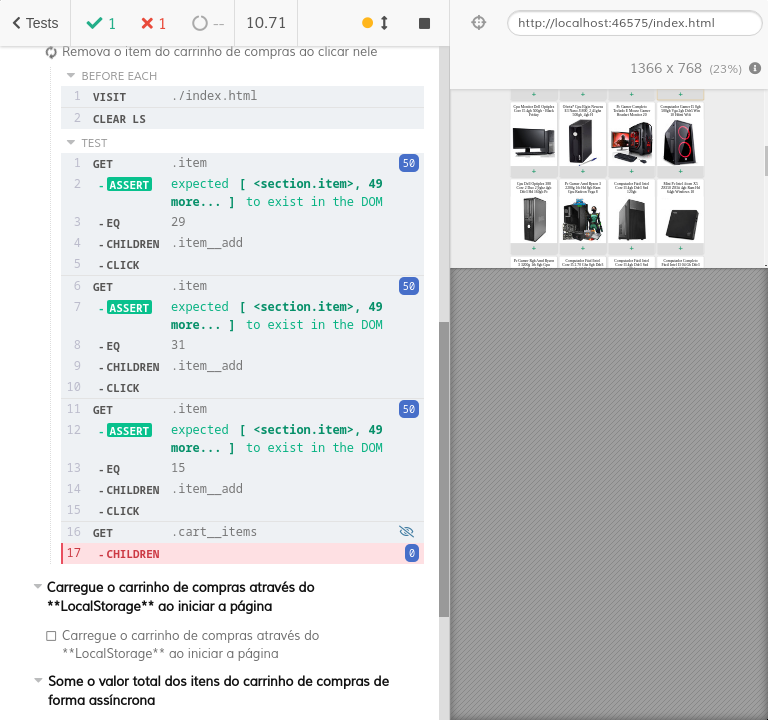 Tests 1 1 -- 10.71
http://localhost:46575/index.html
1366 x 768 (23%)
Remova o item do carrinho de compras ao clicar nele
BEFORE EACH
1 VISIT ./index.html
2 CLEAR LS
TEST
1 GET .item 50
2 -ASSERT expected [ <section.item>, 49
more... ] to exist in the DOM
3 -EQ 29
4 -CHILDREN .item__add
5 -CLICK
6 GET .item 50
7 -ASSERT expected [ <section.item>, 49
more... ] to exist in the DOM
8 -EQ 31
9 -CHILDREN .item__add
10 -CLICK
11 GET .item 50
12 -ASSERT expected [ <section.item>, 49
more... ] to exist in the DOM
13 -EQ 15
14 -CHILDREN .item__add
15 -CLICK
16 GET .cart__items
17 -CHILDREN 0
Carregue o carrinho de compras através do
**LocalStorage** ao iniciar a página
Carregue o carrinho de compras através do
**LocalStorage** ao iniciar a página
Some o valor total dos itens do carrinho de compras de
forma assíncrona